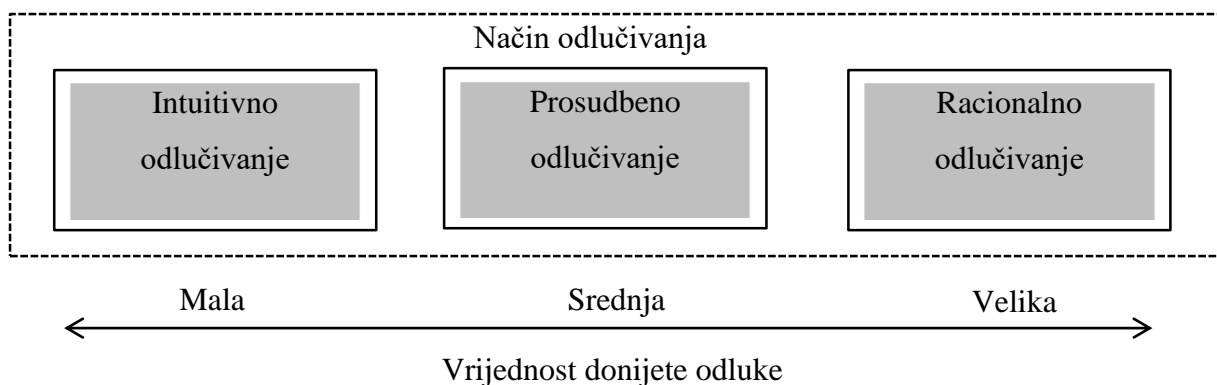 Način odlučivanja
Intuitivno
odlučivanje
Prosudbeno
odlučivanje
Racionalno
odlučivanje
Mala
Srednja
Velika
Vrijednost donijete odluke